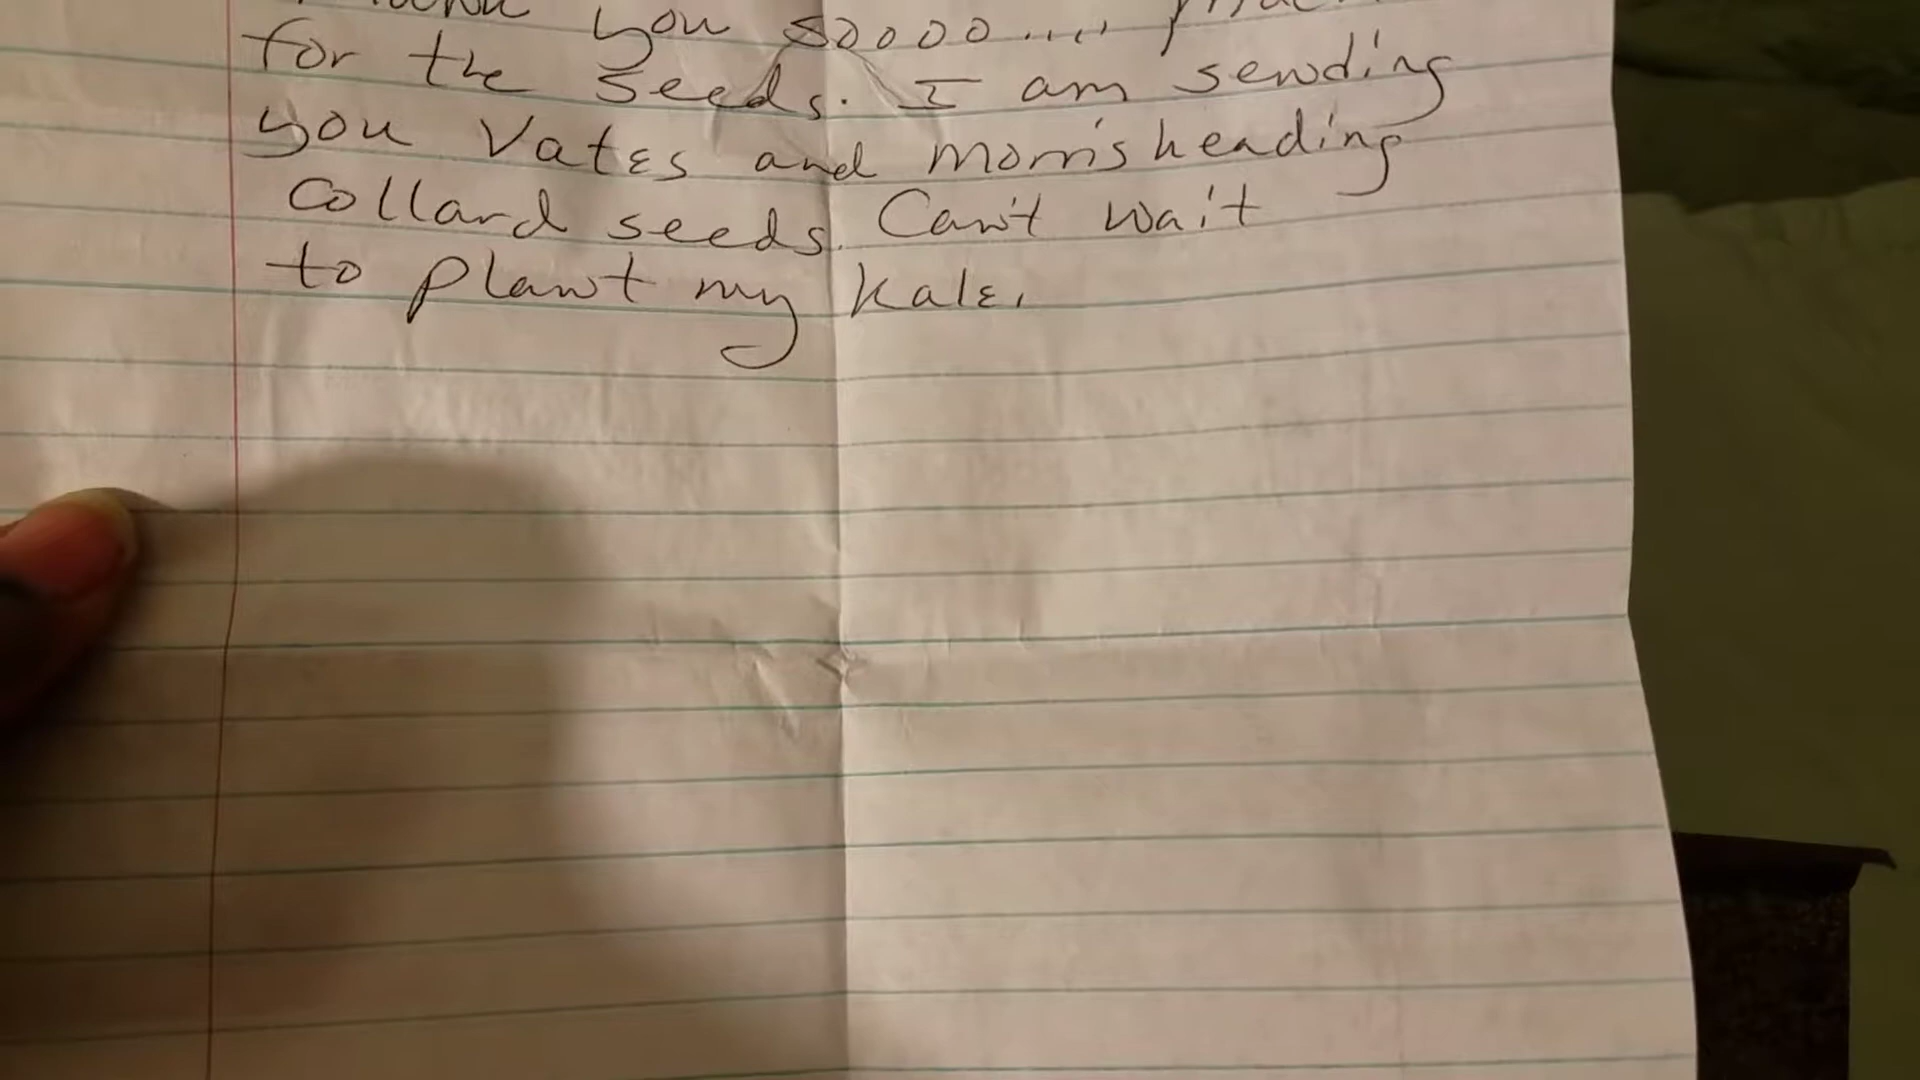 you soooo....
for the seeds. I am sending
you Vates and Morris heading
Collard seeds. Can't wait
to plant my kale.